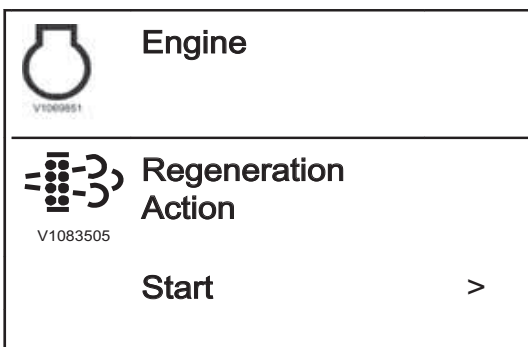 Engine
V1069851
Regeneration
Action
V1083505
Start >